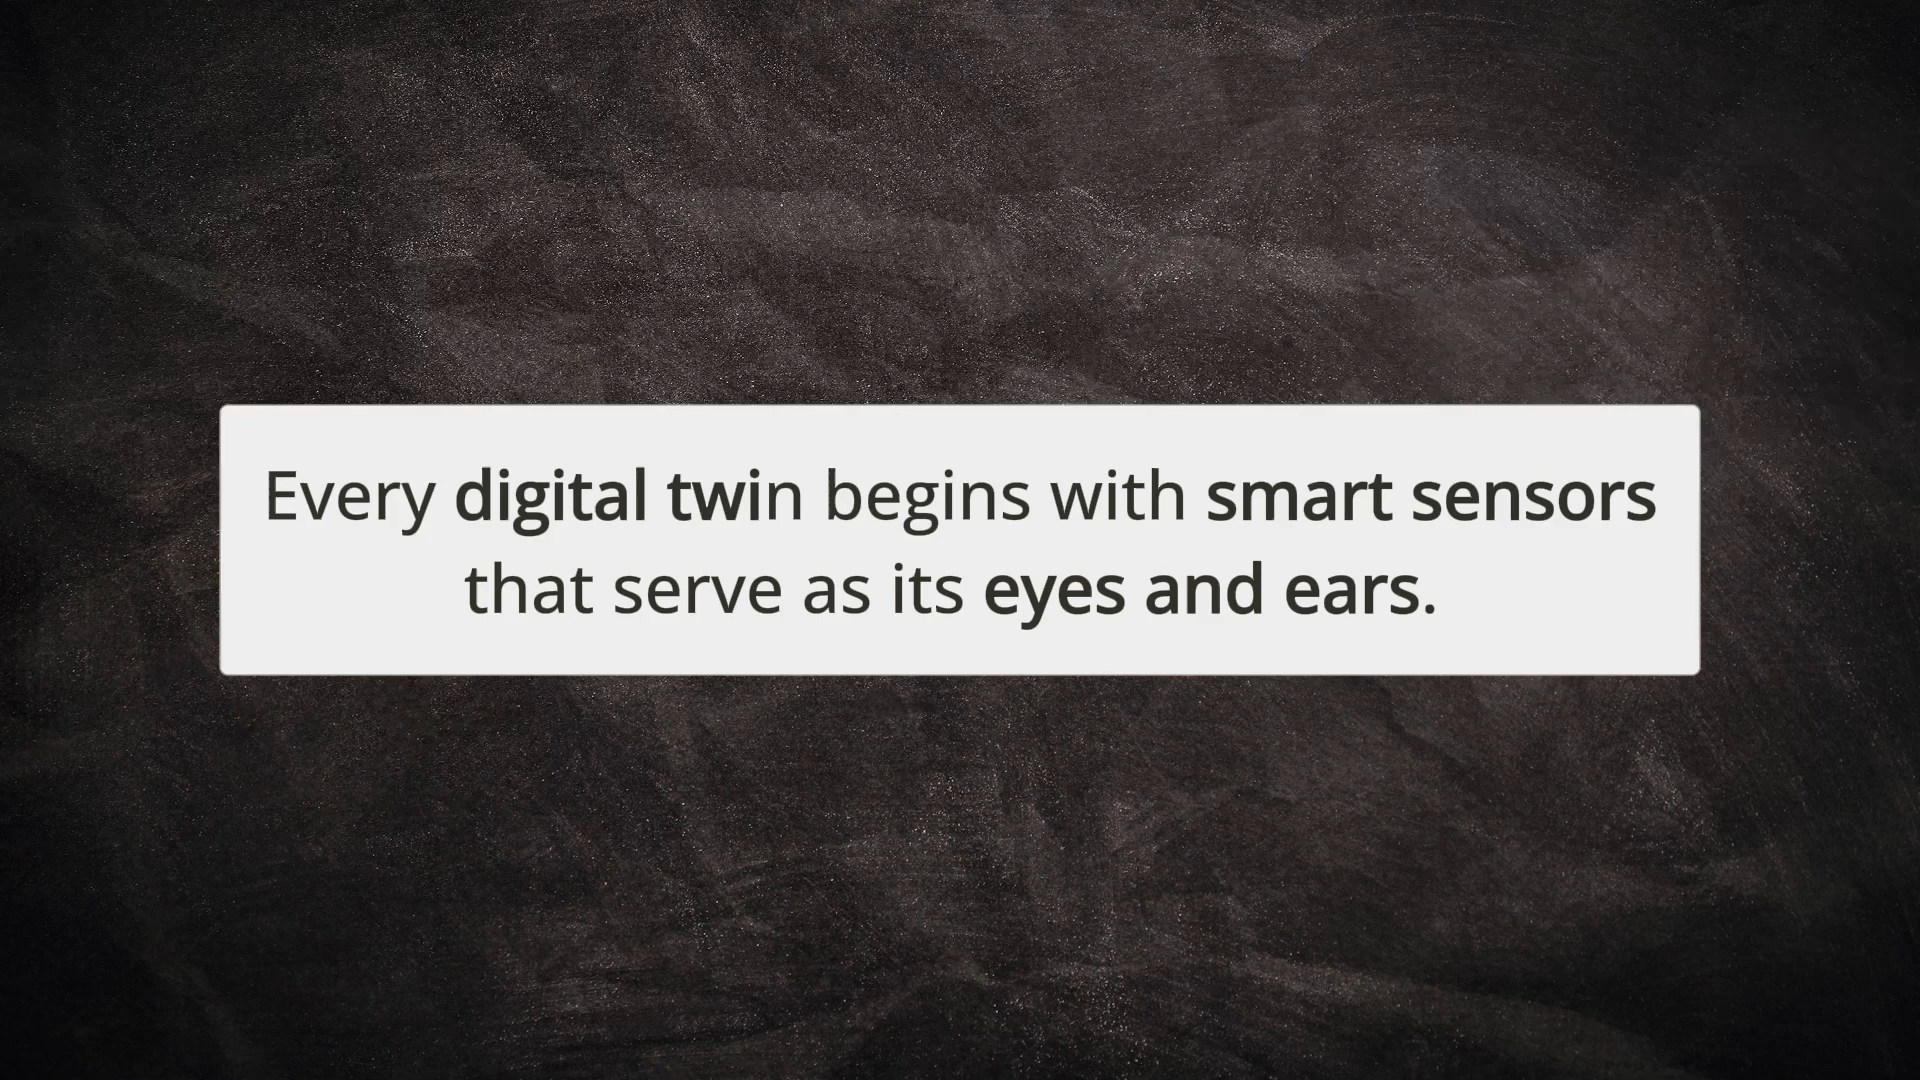 Every digital twin begins with smart sensors
that serve as its eyes and ears.